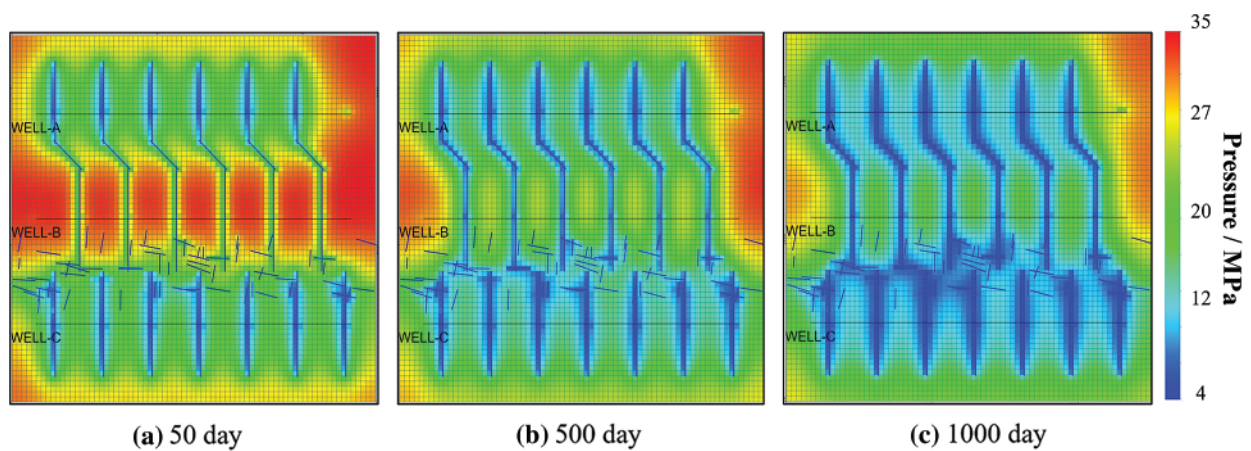 35
WELL-A
WELL-A
WELL-A
27
20
WELL-B
WELL-B
WELL-B
12
WELL-C
WELL-C
WELL-C
4
Pressure / MPa
(a) 50 day
(b) 500 day
(c) 1000 day